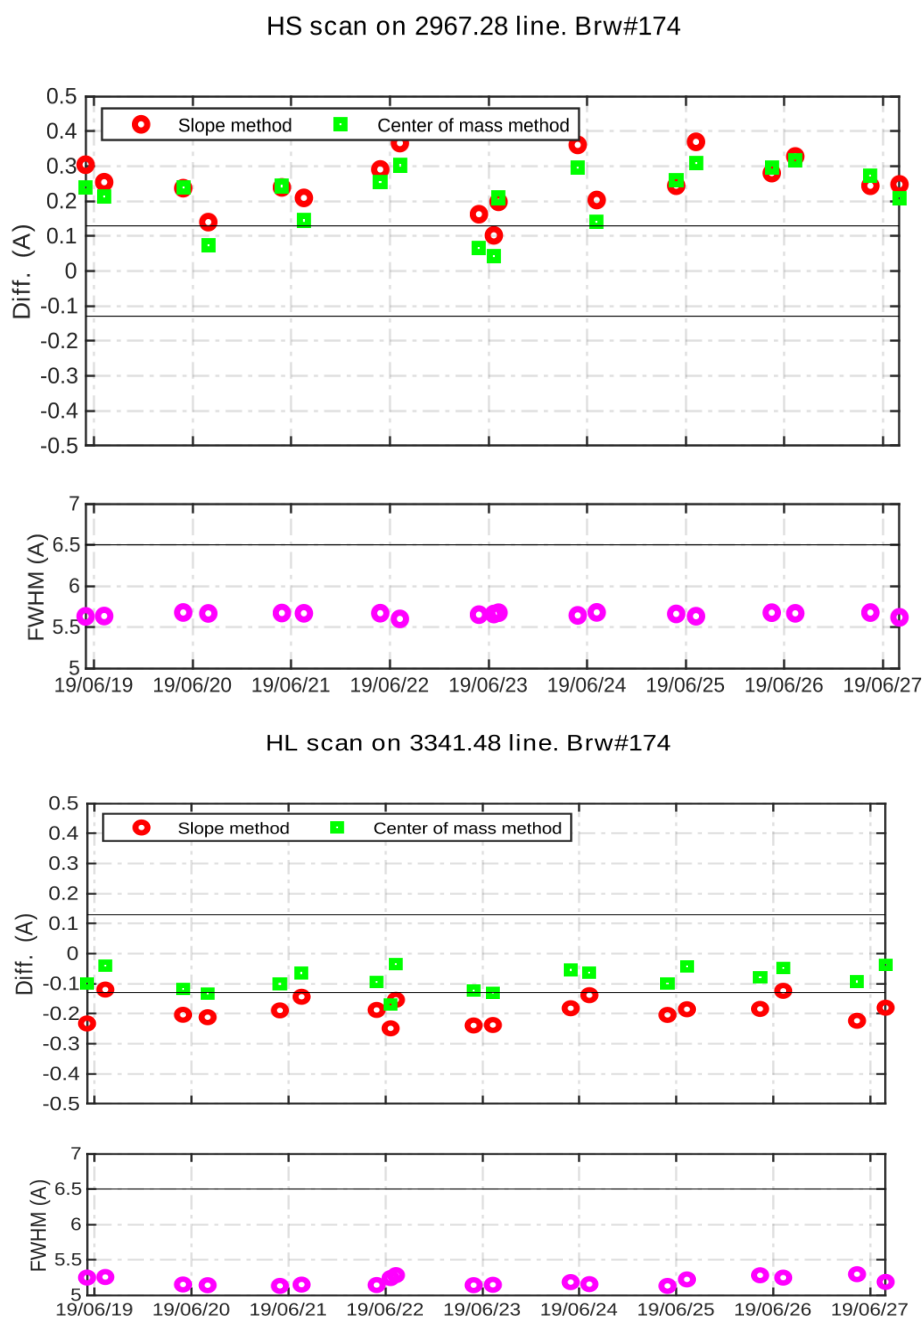 HS scan on 2967.28 line. Brw#174
0.5
0.4
0.3
0.2
0.1
0
-0.1
-0.2
-0.3
-0.4
-0.5
Diff. (A)
Slope method
Center of mass method
7
6.5
6
5.5
5
FWHM (A)
19/06/19 19/06/20 19/06/21 19/06/22 19/06/23 19/06/24 19/06/25 19/06/26 19/06/27
HL scan on 3341.48 line. Brw#174
0.5
0.4
0.3
0.2
0.1
0
-0.1
-0.2
-0.3
-0.4
-0.5
Diff. (A)
Slope method
Center of mass method
7
6.5
6
5.5
5
FWHM (A)
19/06/19 19/06/20 19/06/21 19/06/22 19/06/23 19/06/24 19/06/25 19/06/26 19/06/27